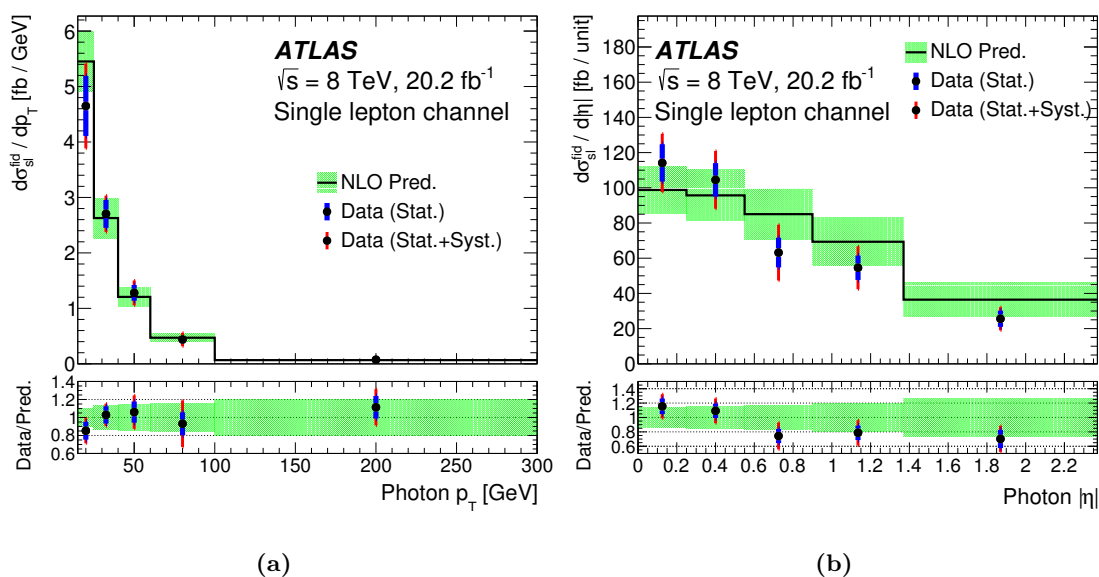 dσ_sl^fid / dp_T [fb / GeV]
6
5
4
3
2
1
0
ATLAS
√s = 8 TeV, 20.2 fb⁻¹
Single lepton channel
NLO Pred.
Data (Stat.)
Data (Stat.+Syst.)
Data/Pred.
1.4
1.2
1
0.8
0.6
50 100 150 200 250 300
Photon p_T [GeV]
(a)
dσ_sl^fid / d|η| [fb / unit]
180
160
140
120
100
80
60
40
20
0
ATLAS
√s = 8 TeV, 20.2 fb⁻¹
Single lepton channel
NLO Pred.
Data (Stat.)
Data (Stat.+Syst.)
Data/Pred.
1.4
1.2
1
0.8
0.6
0 0.2 0.4 0.6 0.8 1 1.2 1.4 1.6 1.8 2 2.2
Photon |η|
(b)